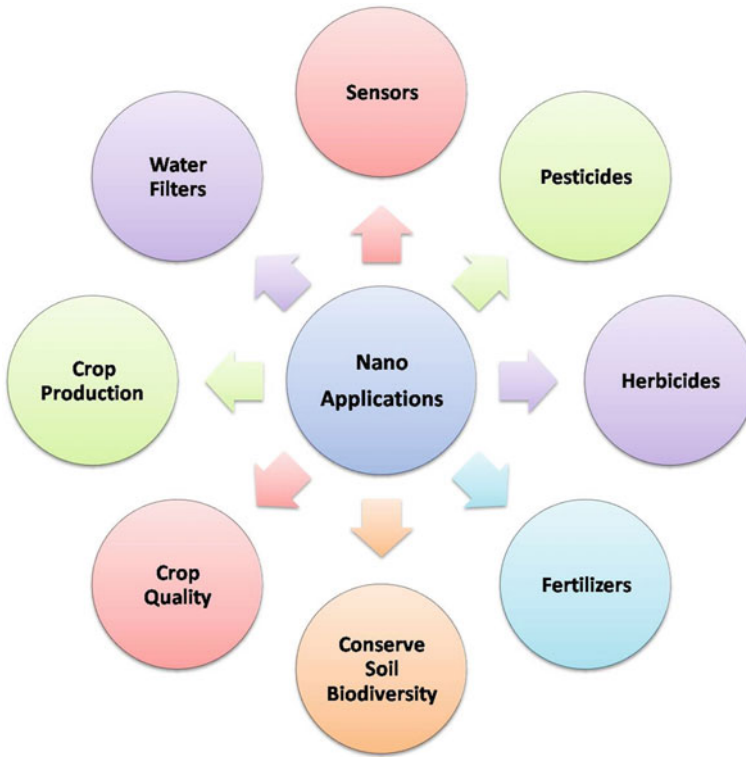 Sensors
Water
Filters
Pesticides
Crop
Production
Nano
Applications
Herbicides
Crop
Quality
Fertilizers
Conserve
Soil
Biodiversity